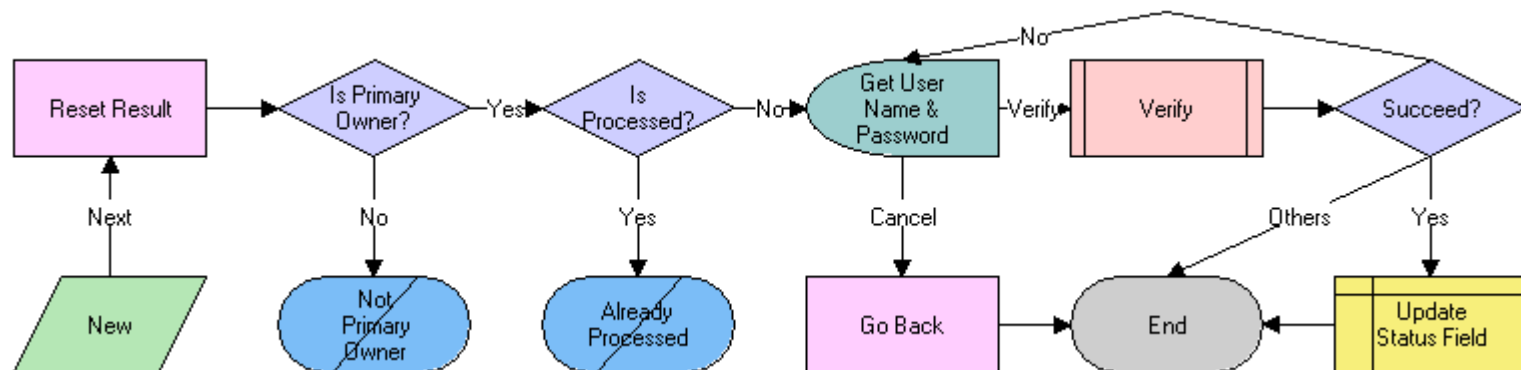 No
Reset Result
Is Primary
Owner?
Yes
Is
Processed?
No
Get User
Name &
Password
Verify
Verify
Succeed?
Next
No
Yes
Cancel
Others
Yes
New
Not
Primary
Owner
Already
Processed
Go Back
End
Update
Status Field